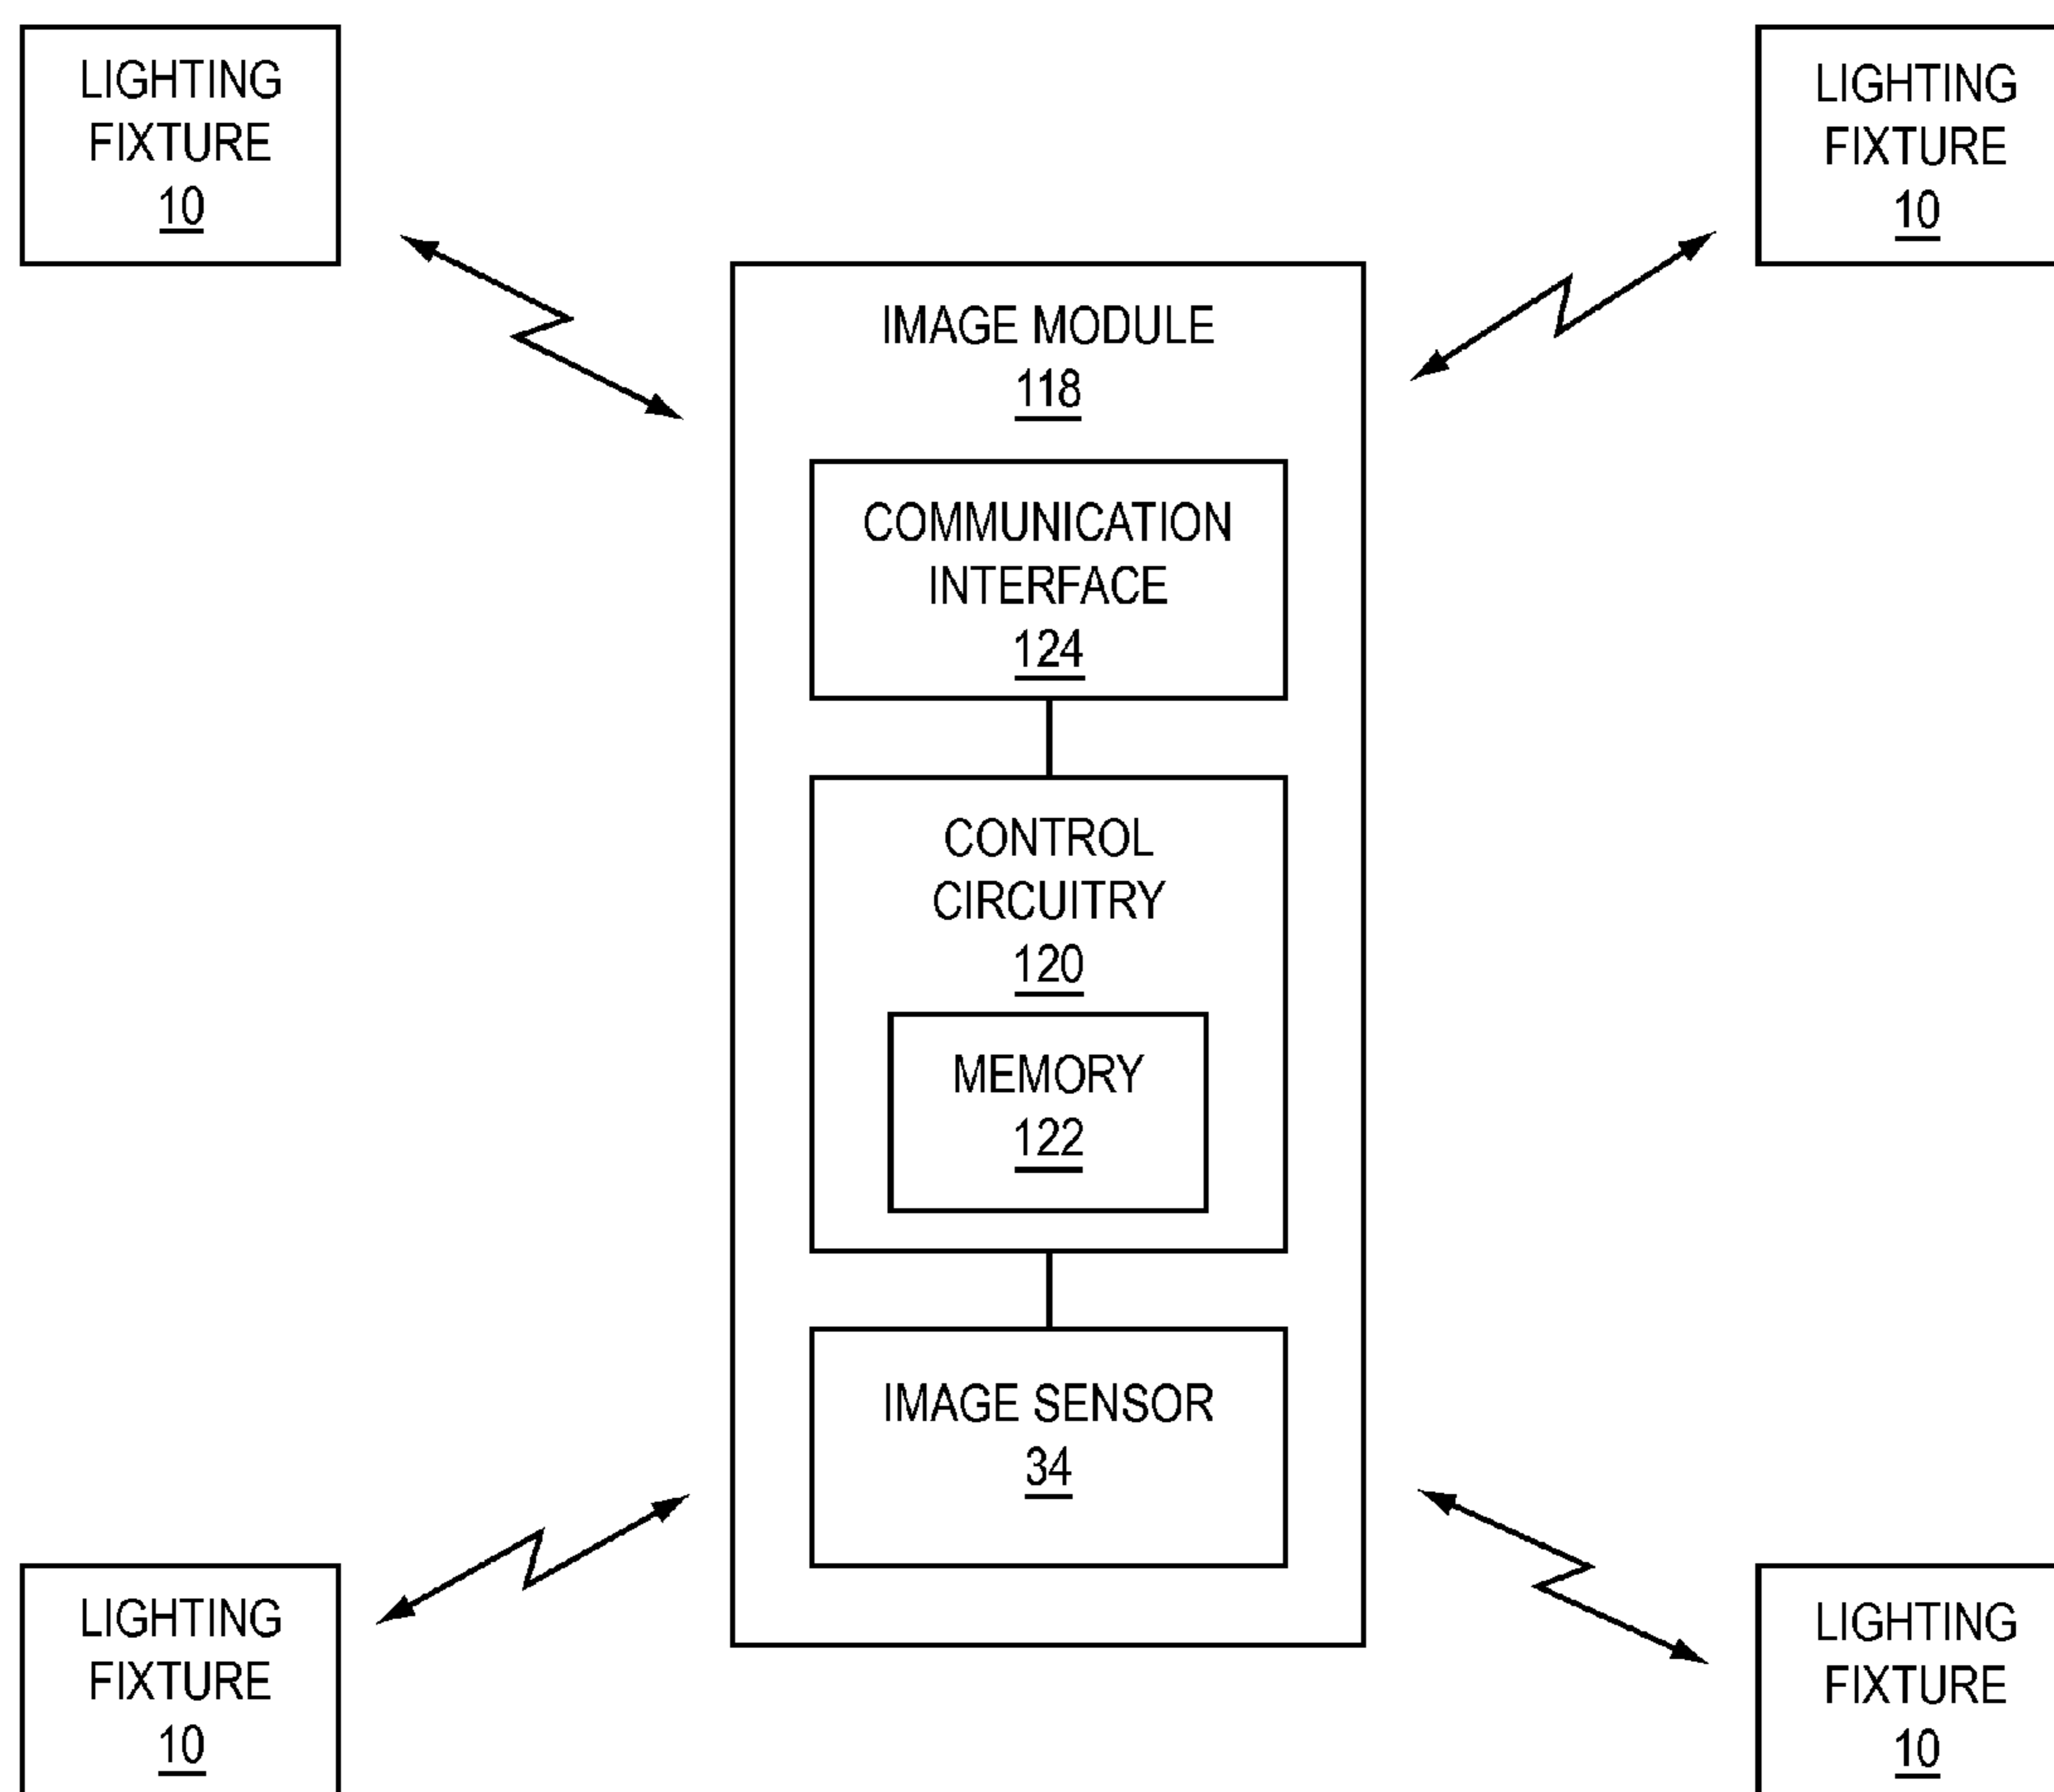 LIGHTING
FIXTURE
10
LIGHTING
FIXTURE
10
IMAGE MODULE
118
COMMUNICATION
INTERFACE
124
CONTROL
CIRCUITRY
120
MEMORY
122
IMAGE SENSOR
34
LIGHTING
FIXTURE
10
LIGHTING
FIXTURE
10